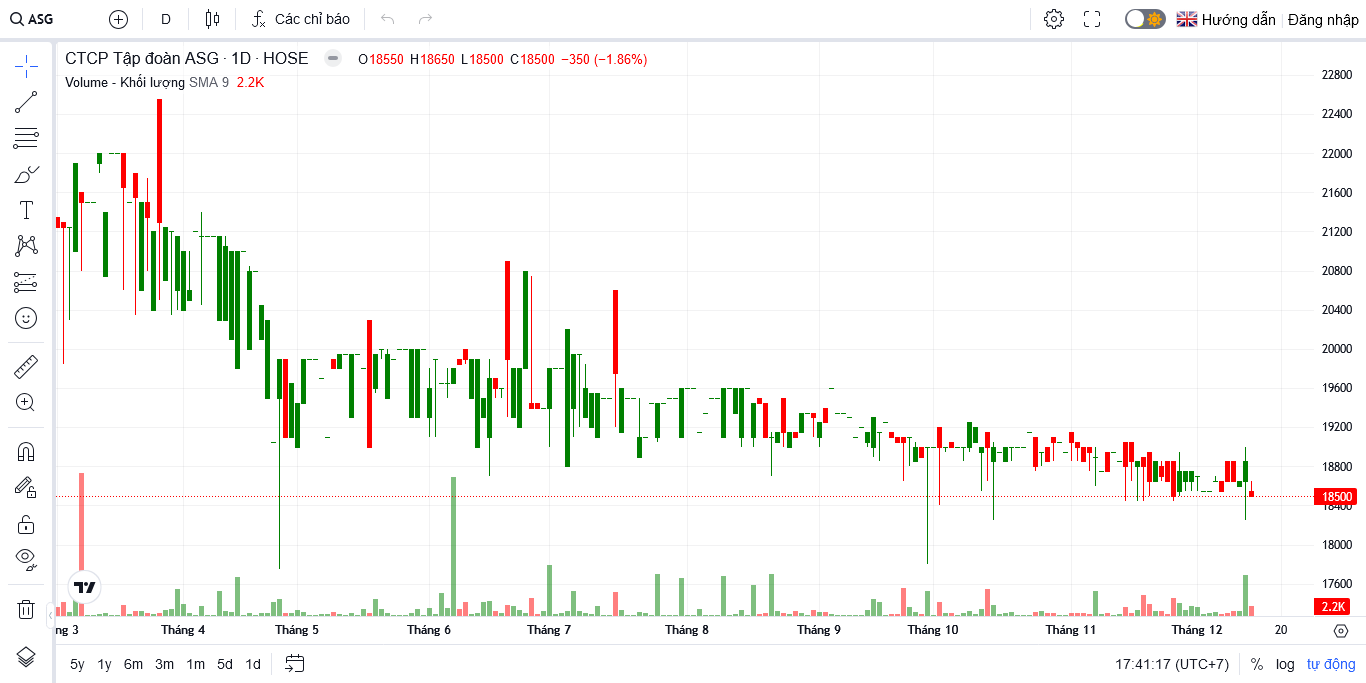 ASG D Các chỉ báo Hướng dẫn Đăng nhập
CTCP Tập đoàn ASG · 1D · HOSE O18550 H18650 L18500 C18500 −350 (−1.86%)
Volume - Khối lượng SMA 9 2.2K
22800
22400
22000
21600
21200
20800
20400
20000
19600
19200
18800
18500
18400
18000
17600
2.2K
ng 3 Tháng 4 Tháng 5 Tháng 6 Tháng 7 Tháng 8 Tháng 9 Tháng 10 Tháng 11 Tháng 12 20
5y 1y 6m 3m 1m 5d 1d 17:41:17 (UTC+7) % log tự động